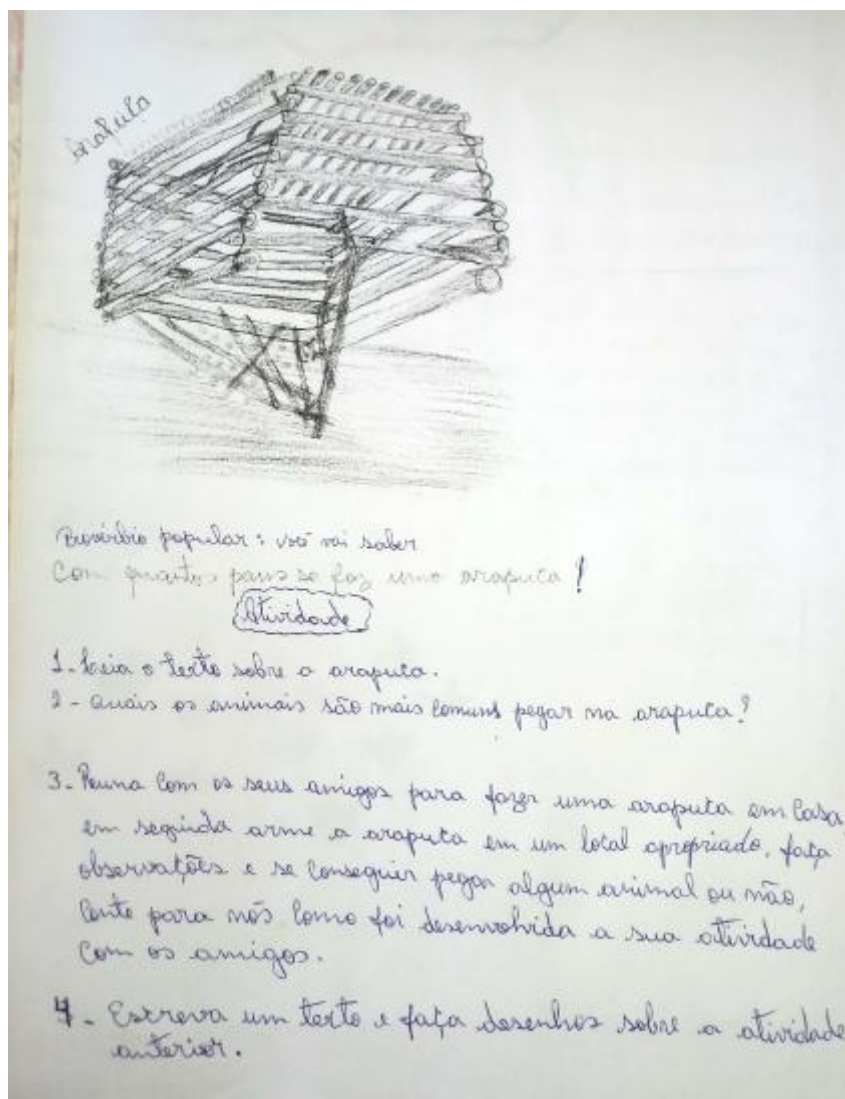 Arapuca
Provérbio popular: você vai saber
Com quantos paus se faz uma arapuca!
Atividade
1- Leia o texto sobre a arapuca.
2- Quais os animais são mais comuns pegar na arapuca?
3- Reuna com os seus amigos para fazer uma arapuca em casa,
em seguida arme a arapuca em um local apropriado, faça
observações e se conseguir pegar algum animal ou não,
conte para nós como foi desenvolvida a sua atividade
com os amigos.
4- Escreva um texto e faça desenhos sobre a atividade
anterior.